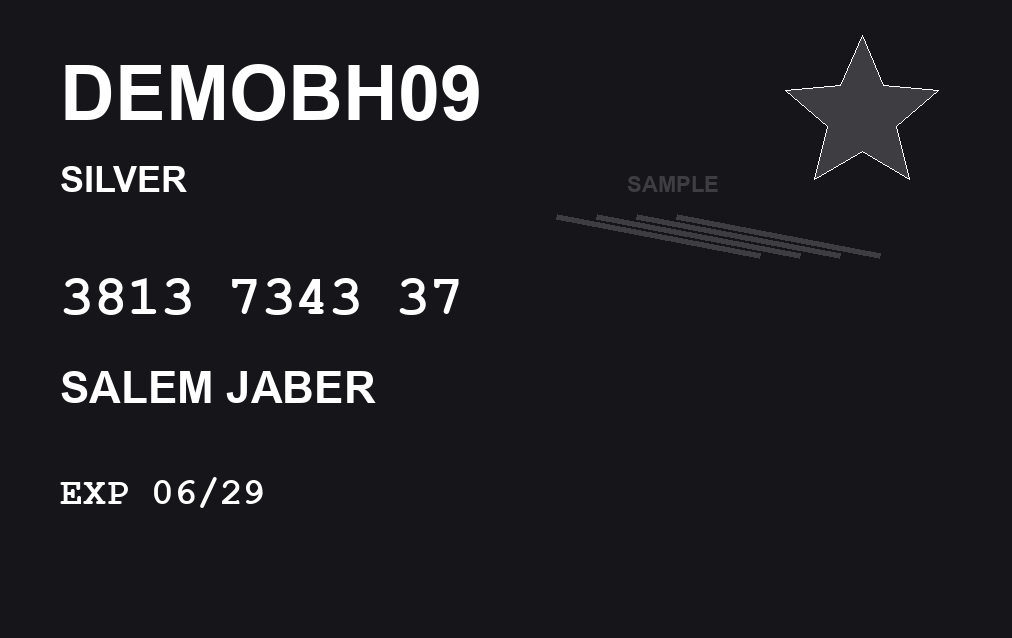 DEMOBH09
SILVER
SAMPLE
3813 7343 37
SALEM JABER
EXP 06/29